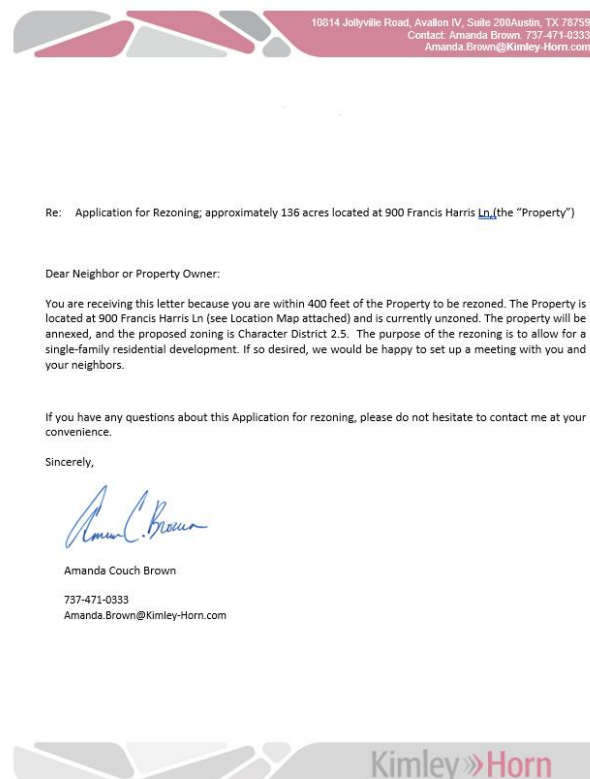 10814 Jollyville Road, Avallon IV, Suite 200Austin, TX 78759
Contact: Amanda Brown. 737-471-0333
Amanda.Brown@Kimley-Horn.com
Re: Application for Rezoning; approximately 136 acres located at 900 Francis Harris Ln,(the “Property”)
Dear Neighbor or Property Owner:
You are receiving this letter because you are within 400 feet of the Property to be rezoned. The Property is
located at 900 Francis Harris Ln (see Location Map attached) and is currently unzoned. The property will be
annexed, and the proposed zoning is Character District 2.5. The purpose of the rezoning is to allow for a
single-family residential development. If so desired, we would be happy to set up a meeting with you and
your neighbors.
If you have any questions about this Application for rezoning, please do not hesitate to contact me at your
convenience.
Sincerely,
Amanda C. Brown
Amanda Couch Brown
737-471-0333
Amanda.Brown@Kimley-Horn.com
Kimley»Horn